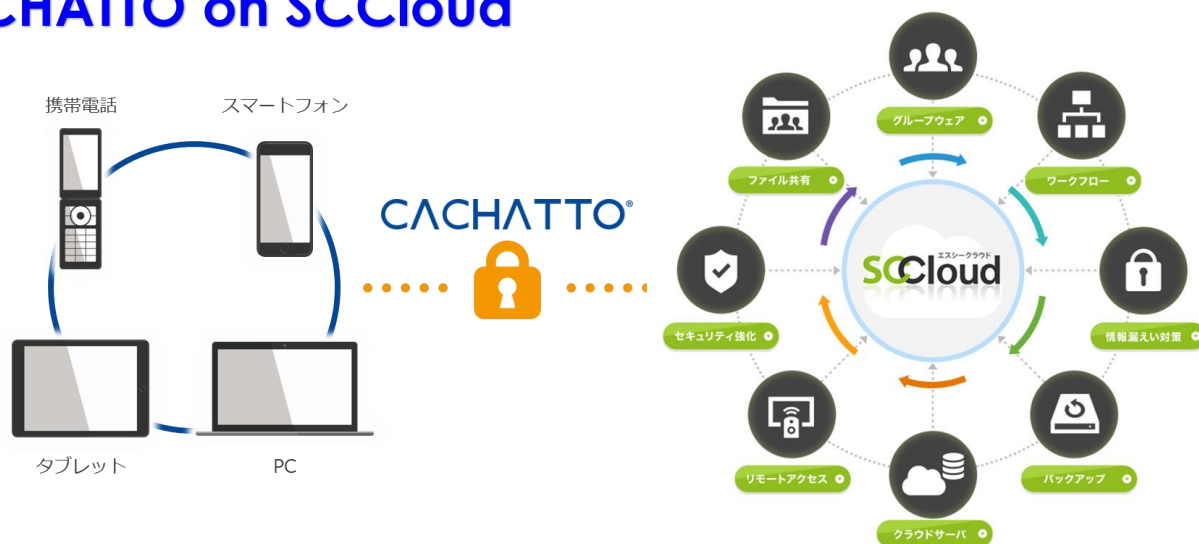 CHATTO on SCCloud
携帯電話
スマートフォン
タブレット
PC
CACHATTO®
グループウェア
ワークフロー
情報漏えい対策
バックアップ
クラウドサーバ
リモートアクセス
セキュリティ強化
ファイル共有
エスシークラウド
SCCloud